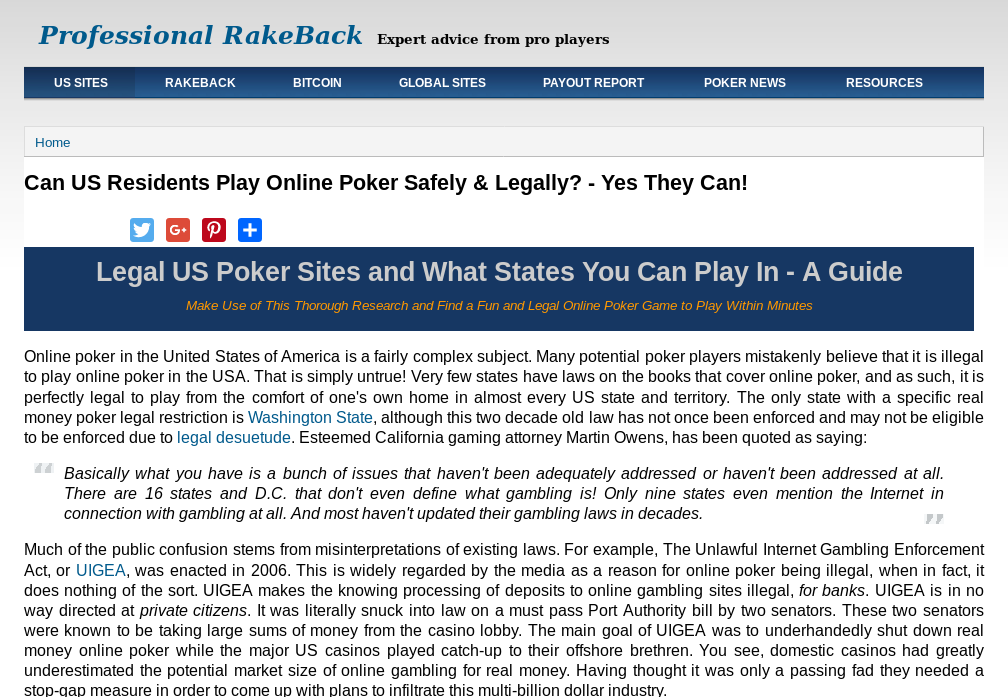 Professional RakeBack Expert advice from pro players
US SITES RAKEBACK BITCOIN GLOBAL SITES PAYOUT REPORT POKER NEWS RESOURCES
Home
Can US Residents Play Online Poker Safely & Legally? - Yes They Can!
Legal US Poker Sites and What States You Can Play In - A Guide
Make Use of This Thorough Research and Find a Fun and Legal Online Poker Game to Play Within Minutes
Online poker in the United States of America is a fairly complex subject. Many potential poker players mistakenly believe that it is illegal
to play online poker in the USA. That is simply untrue! Very few states have laws on the books that cover online poker, and as such, it is
perfectly legal to play from the comfort of one's own home in almost every US state and territory. The only state with a specific real
money poker legal restriction is Washington State, although this two decade old law has not once been enforced and may not be eligible
to be enforced due to legal desuetude. Esteemed California gaming attorney Martin Owens, has been quoted as saying:
Basically what you have is a bunch of issues that haven't been adequately addressed or haven't been addressed at all.
There are 16 states and D.C. that don't even define what gambling is! Only nine states even mention the Internet in
connection with gambling at all. And most haven't updated their gambling laws in decades.
Much of the public confusion stems from misinterpretations of existing laws. For example, The Unlawful Internet Gambling Enforcement
Act, or UIGEA, was enacted in 2006. This is widely regarded by the media as a reason for online poker being illegal, when in fact, it
does nothing of the sort. UIGEA makes the knowing processing of deposits to online gambling sites illegal, for banks. UIGEA is in no
way directed at private citizens. It was literally snuck into law on a must pass Port Authority bill by two senators. These two senators
were known to be taking large sums of money from the casino lobby. The main goal of UIGEA was to underhandedly shut down real
money online poker while the major US casinos played catch-up to their offshore brethren. You see, domestic casinos had greatly
underestimated the potential market size of online gambling for real money. Having thought it was only a passing fad they needed a
stop-gap measure in order to come up with plans to infiltrate this multi-billion dollar industry.